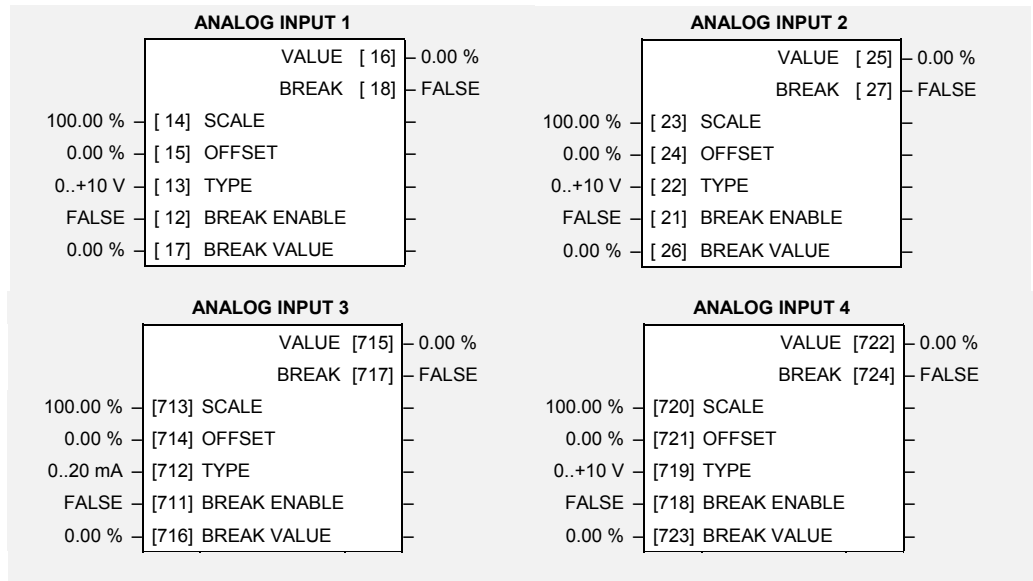 ANALOG INPUT 1
VALUE [ 16] – 0.00 %
BREAK [ 18] – FALSE
100.00 % – [ 14] SCALE –
0.00 % – [ 15] OFFSET –
0..+10 V – [ 13] TYPE –
FALSE – [ 12] BREAK ENABLE –
0.00 % – [ 17] BREAK VALUE –
ANALOG INPUT 2
VALUE [ 25] – 0.00 %
BREAK [ 27] – FALSE
100.00 % – [ 23] SCALE –
0.00 % – [ 24] OFFSET –
0..+10 V – [ 22] TYPE –
FALSE – [ 21] BREAK ENABLE –
0.00 % – [ 26] BREAK VALUE –
ANALOG INPUT 3
VALUE [715] – 0.00 %
BREAK [717] – FALSE
100.00 % – [713] SCALE –
0.00 % – [714] OFFSET –
0..20 mA – [712] TYPE –
FALSE – [711] BREAK ENABLE –
0.00 % – [716] BREAK VALUE –
ANALOG INPUT 4
VALUE [722] – 0.00 %
BREAK [724] – FALSE
100.00 % – [720] SCALE –
0.00 % – [721] OFFSET –
0..+10 V – [719] TYPE –
FALSE – [718] BREAK ENABLE –
0.00 % – [723] BREAK VALUE –